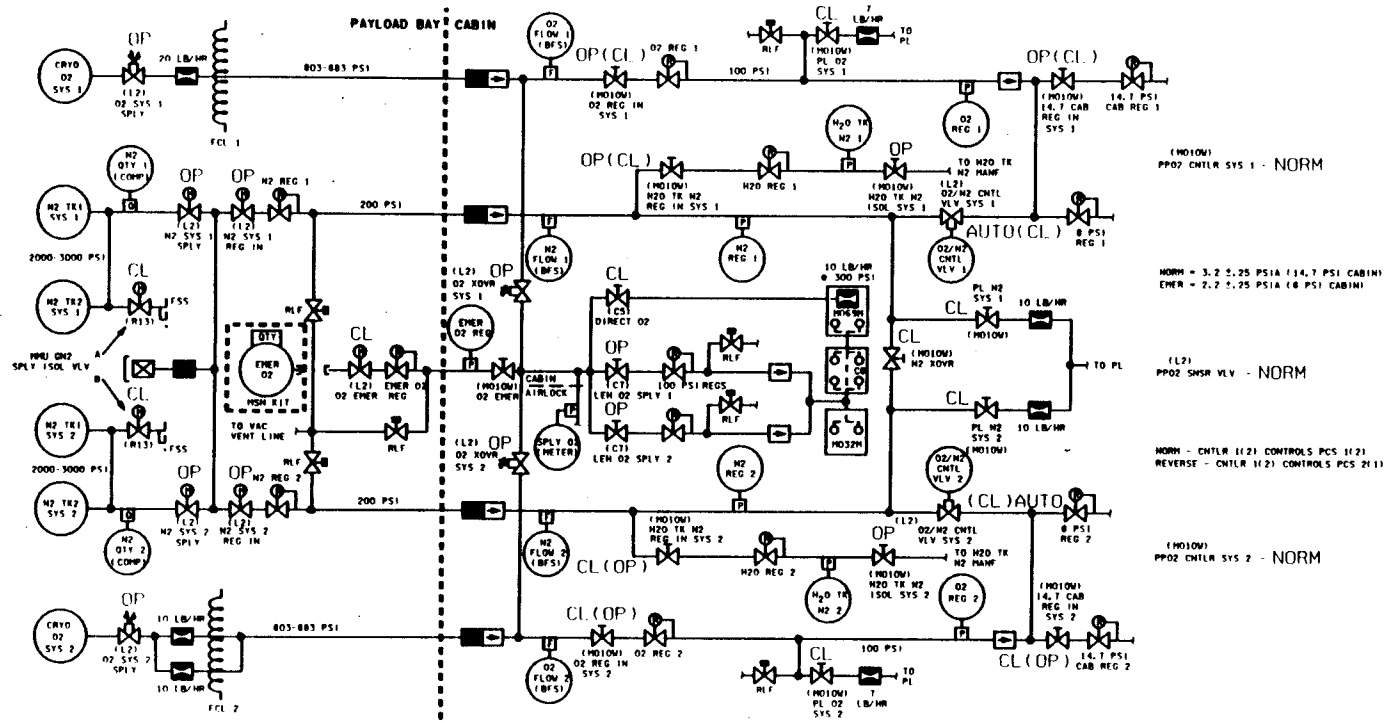 PAYLOAD BAY CABIN
CRYO
O2
SYS 1
OP
(L2)
O2 SYS 1
SPLY
20 LB/HR
FCL 1
803-883 PSI
O2
FLOW 1
(BFS)
F
OP(CL)
(MO10W)
O2 REG IN
SYS 1
O2 REG 1
R
100 PSI
RLF
CL
(MO10W)
PL O2
SYS 1
7
LB/HR
TO
PL
P
O2
REG 1
OP(CL)
(MO10W)
14.7 CAB
REG IN
SYS 1
R
14.7 PSI
CAB REG 1
N2
QTY 1
(COMP)
Q
N2 TK1
SYS 1
2000-3000 PSI
N2 TK2
SYS 1
OP
R
(L2)
N2 SYS 1
SPLY
OP
R
(L2)
N2 SYS 1
REG IN
N2 REG 1
R
200 PSI
F
N2
FLOW 1
(BFS)
OP(CL)
(MO10W)
H2O TK N2
REG IN SYS 1
R
H2O REG 1
H2O TK
N2 1
P
OP
(MO10W)
H2O TK N2
ISOL SYS 1
TO H2O TK
N2 MANF
P
N2
REG 1
(L2)
O2/N2 CNTL
VLV SYS 1
AUTO(CL)
O2/N2
CNTL
VLV 1
R
8 PSI
REG 1
(MO10W)
PPO2 CNTLR SYS 1 - NORM
CL
R
(R13)
FSS
MMU GN2
SPLY ISOL VLV
A
B
CL
R
(R13)
FSS
RLF
QTY
EMER
O2
MSN KIT
TO VAC
VENT LINE
CL
R
(L2)
O2 EMER
R
EMER O2
REG
RLF
RLF
EMER
O2 REG
P
(MO10W)
O2 EMER
(L2)
O2 XOVR
SYS 1
OP
CABIN
AIRLOCK
P
SPLY O2
(METER)
(L2)
O2 XOVR
SYS 2
OP
CL
(C5)
DIRECT O2
OP
(C7)
LEH O2 SPLY 1
R
100 PSI REGS
RLF
OP
(C7)
LEH O2 SPLY 2
R
RLF
10 LB/HR
@ 300 PSI
MO69M
MO32M
CL
(MO10W)
N2 XOVR
PL N2
SYS 1
CL
(MO10W)
10 LB/HR
TO PL
CL
PL N2
SYS 2
(MO10W)
10 LB/HR
NORM = 3.2 ±.25 PSIA (14.7 PSI CABIN)
EMER = 2.2 ±.25 PSIA (8 PSI CABIN)
(L2)
PPO2 SNSR VLV - NORM
NORM - CNTLR 1(2) CONTROLS PCS 1(2)
REVERSE - CNTLR 1(2) CONTROLS PCS 2(1)
N2 TK1
SYS 2
2000-3000 PSI
N2 TK2
SYS 2
Q
N2
QTY 2
(COMP)
OP
R
(L2)
N2 SYS 2
SPLY
OP
R
(L2)
N2 SYS 2
REG IN
N2 REG 2
R
200 PSI
F
N2
FLOW 2
(BFS)
N2
REG 2
P
O2/N2
CNTL
VLV 2
(CL)AUTO
(L2)
O2/N2 CNTL
VLV SYS 2
R
8 PSI
REG 2
(MO10W)
H2O TK N2
REG IN SYS 2
CL(OP)
R
H2O REG 2
P
H2O TK
N2 2
OP
(MO10W)
H2O TK N2
ISOL SYS 2
TO H2O TK
N2 MANF
(MO10W)
PPO2 CNTLR SYS 2 - NORM
CRYO
O2
SYS 2
OP
(L2)
O2 SYS 2
SPLY
10 LB/HR
10 LB/HR
FCL 2
803-883 PSI
F
O2
FLOW 2
(BFS)
CL(OP)
(MO10W)
O2 REG IN
SYS 2
R
O2 REG 2
RLF
CL
(MO10W)
PL O2
SYS 2
7
LB/HR
TO
PL
100 PSI
O2
REG 2
P
(MO10W)
14.7 CAB
REG IN
SYS 2
CL(OP)
R
14.7 PSI
CAB REG 2